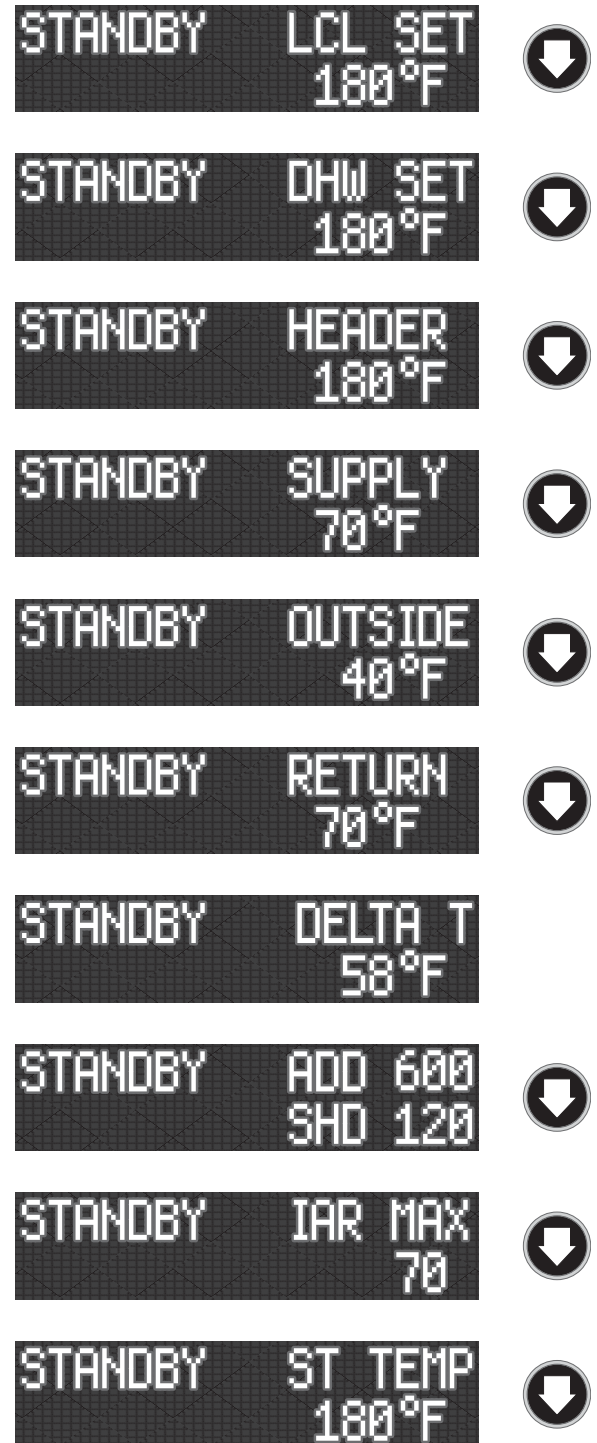 STANDBY LCL SET
180°F
STANDBY DHW SET
180°F
STANDBY HEADER
180°F
STANDBY SUPPLY
70°F
STANDBY OUTSIDE
40°F
STANDBY RETURN
70°F
STANDBY DELTA T
58°F
STANDBY ADD 600
SHD 120
STANDBY IAR MAX
70
STANDBY ST TEMP
180°F